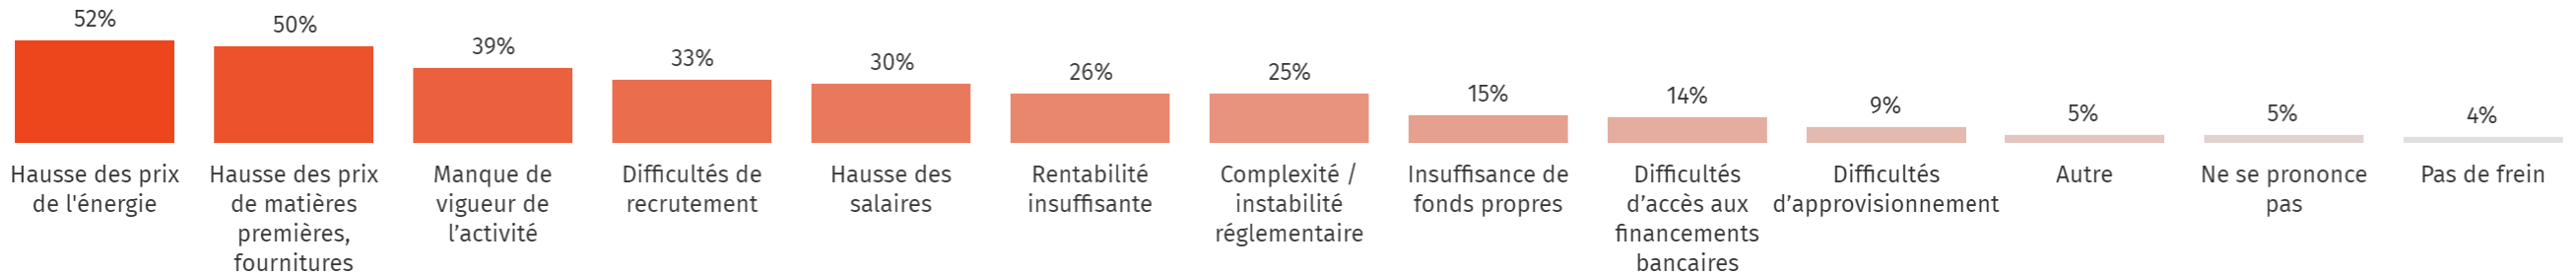 52%
50%
39%
33%
30%
26%
25%
15%
14%
9%
5%
5%
4%
Hausse des prix
de l'énergie
Hausse des prix
de matières
premières,
fournitures
Manque de
vigueur de
l’activité
Difficultés de
recrutement
Hausse des
salaires
Rentabilité
insuffisante
Complexité /
instabilité
réglementaire
Insuffisance de
fonds propres
Difficultés
d’accès aux
financements
bancaires
Difficultés
d’approvisionnement
Autre
Ne se prononce
pas
Pas de frein